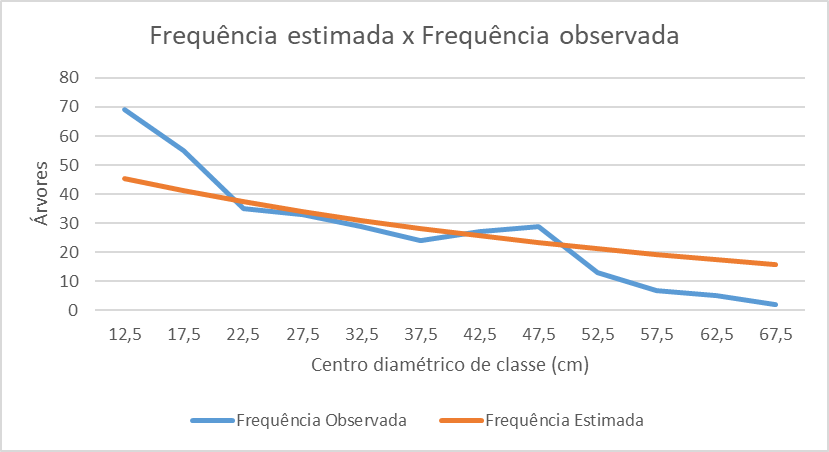 Frequência estimada x Frequência observada
80
70
60
50
40
30
20
10
0
Árvores
12,5 17,5 22,5 27,5 32,5 37,5 42,5 47,5 52,5 57,5 62,5 67,5
Centro diamétrico de classe (cm)
Frequência Observada Frequência Estimada